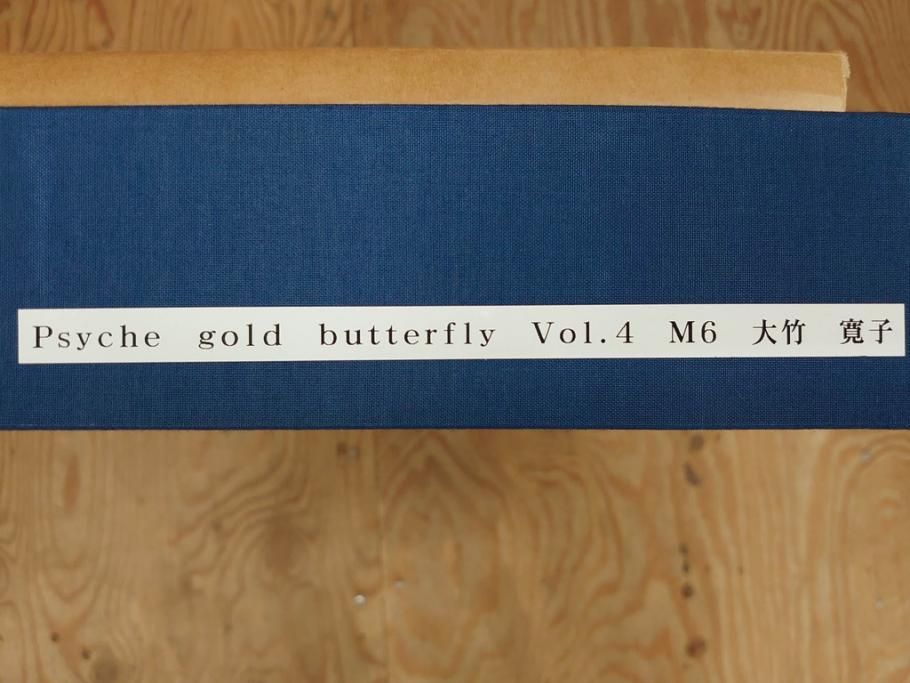 Psyche gold butterfly Vol.4 M6 大竹 寛子